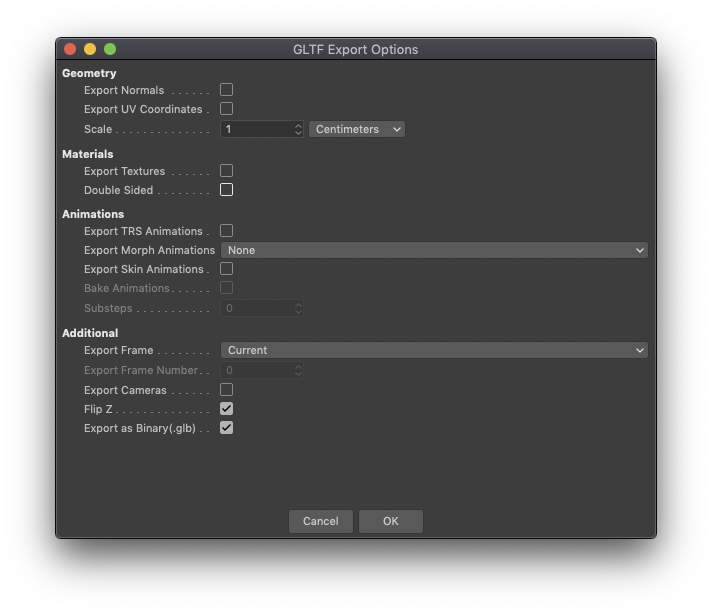 GLTF Export Options
Geometry
Export Normals . . . . . .
Export UV Coordinates .
Scale . . . . . . . . . . . . . . 1 Centimeters
Materials
Export Textures . . . . . .
Double Sided . . . . . . . .
Animations
Export TRS Animations .
Export Morph Animations None
Export Skin Animations .
Bake Animations . . . . . .
Substeps . . . . . . . . . . . 0
Additional
Export Frame . . . . . . . . Current
Export Frame Number . . 0
Export Cameras . . . . . .
Flip Z . . . . . . . . . . . . . .
Export as Binary(.glb) . .
Cancel OK